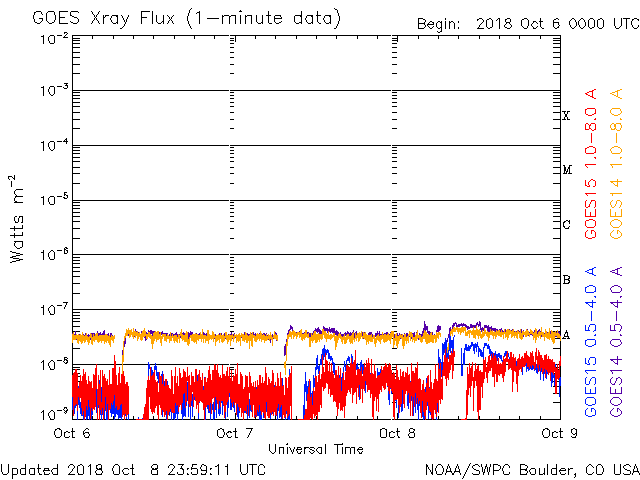 GOES Xray Flux (1-minute data)
Begin: 2018 Oct 6 0000 UTC
10-2
10-3
10-4
10-5
10-6
10-7
10-8
10-9
Watts m-2
X
M
C
B
A
GOES15 1.0-8.0 A
GOES14 1.0-8.0 A
GOES15 0.5-4.0 A
GOES14 0.5-4.0 A
Oct 6
Oct 7
Oct 8
Oct 9
Universal Time
Updated 2018 Oct 8 23:59:11 UTC
NOAA/SWPC Boulder, CO USA